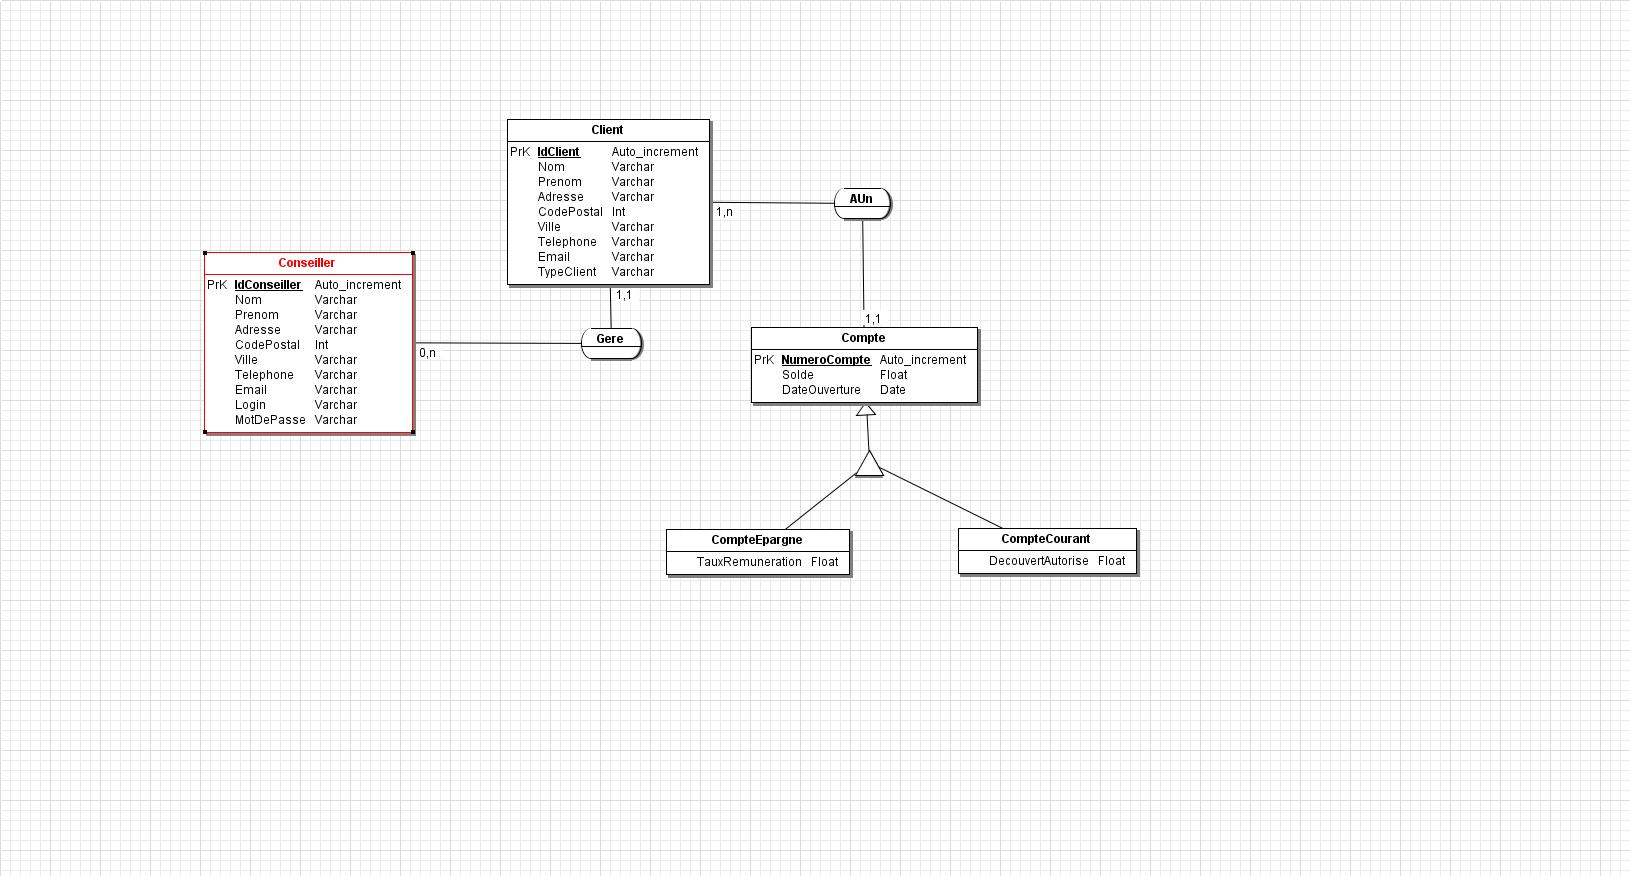 Client
PrK IdClient Auto_increment
Nom Varchar
Prenom Varchar
Adresse Varchar
CodePostal Int
Ville Varchar
Telephone Varchar
Email Varchar
TypeClient Varchar
1,n
AUn
1,1
Gere
0,n
Conseiller
PrK IdConseiller Auto_increment
Nom Varchar
Prenom Varchar
Adresse Varchar
CodePostal Int
Ville Varchar
Telephone Varchar
Email Varchar
Login Varchar
MotDePasse Varchar
1,1
Compte
PrK NumeroCompte Auto_increment
Solde Float
DateOuverture Date
CompteEpargne
TauxRemuneration Float
CompteCourant
DecouvertAutorise Float